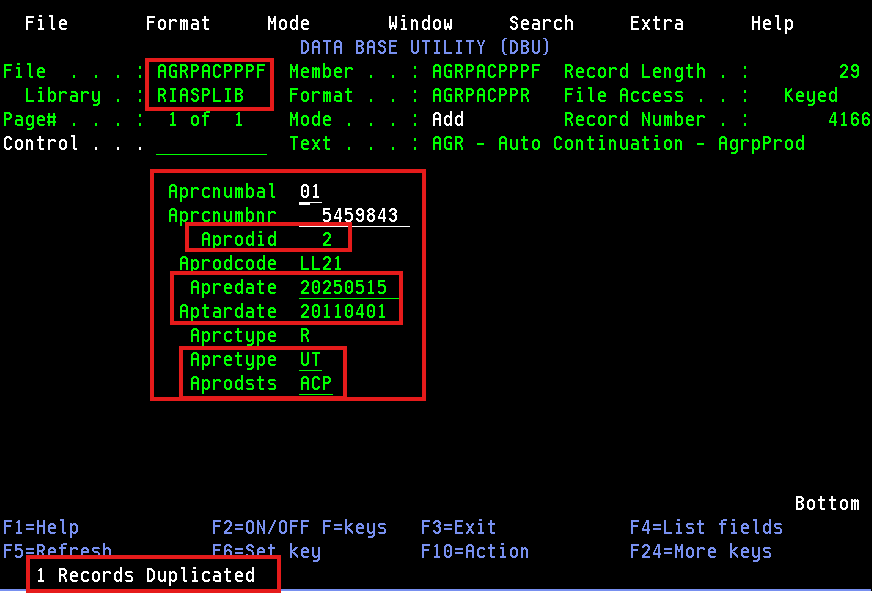 File Format Mode Window Search Extra Help
DATA BASE UTILITY (DBU)
File . . . : AGRPACPPPF Member . . : AGRPACPPPF Record Length . : 29
Library . : RIASPLIB Format . . : AGRPACPPR File Access . . : Keyed
Page# . . . : 1 of 1 Mode . . . : Add Record Number . : 4166
Control . . . Text . . . : AGR - Auto Continuation - AgrpProd
Aprcnumbal 01
Aprcnumbnr 5459843
Aprodid 2
Aprodcode LL21
Apredate 20250515
Aptardate 20110401
Aprctype R
Apretype UT
Aprodsts ACP
Bottom
F1=Help F2=ON/OFF F=keys F3=Exit F4=List fields
F5=Refresh F6=Set key F10=Action F24=More keys
1 Records Duplicated